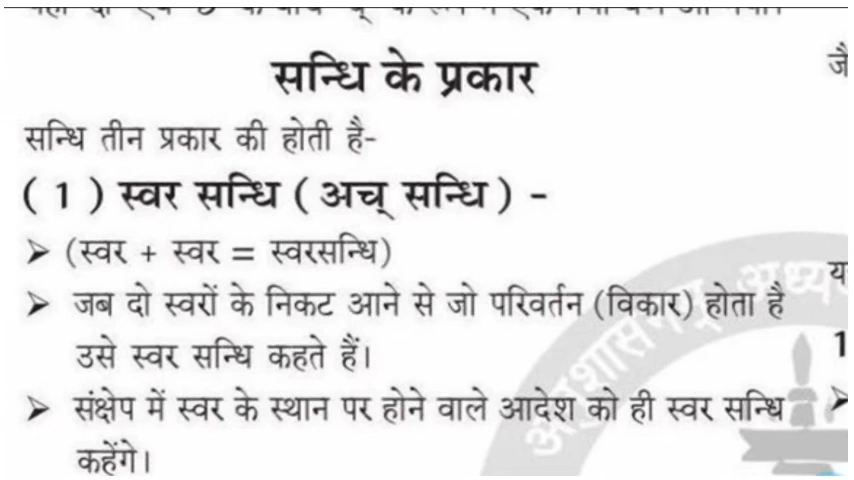 सन्धि के प्रकार
जै
सन्धि तीन प्रकार की होती है-
( 1 ) स्वर सन्धि ( अच् सन्धि ) -
➢ (स्वर + स्वर = स्वरसन्धि)
य
➢ जब दो स्वरों के निकट आने से जो परिवर्तन (विकार) होता है
उसे स्वर सन्धि कहते हैं।
1
➢ संक्षेप में स्वर के स्थान पर होने वाले आदेश को ही स्वर सन्धि
➢
कहेंगे।